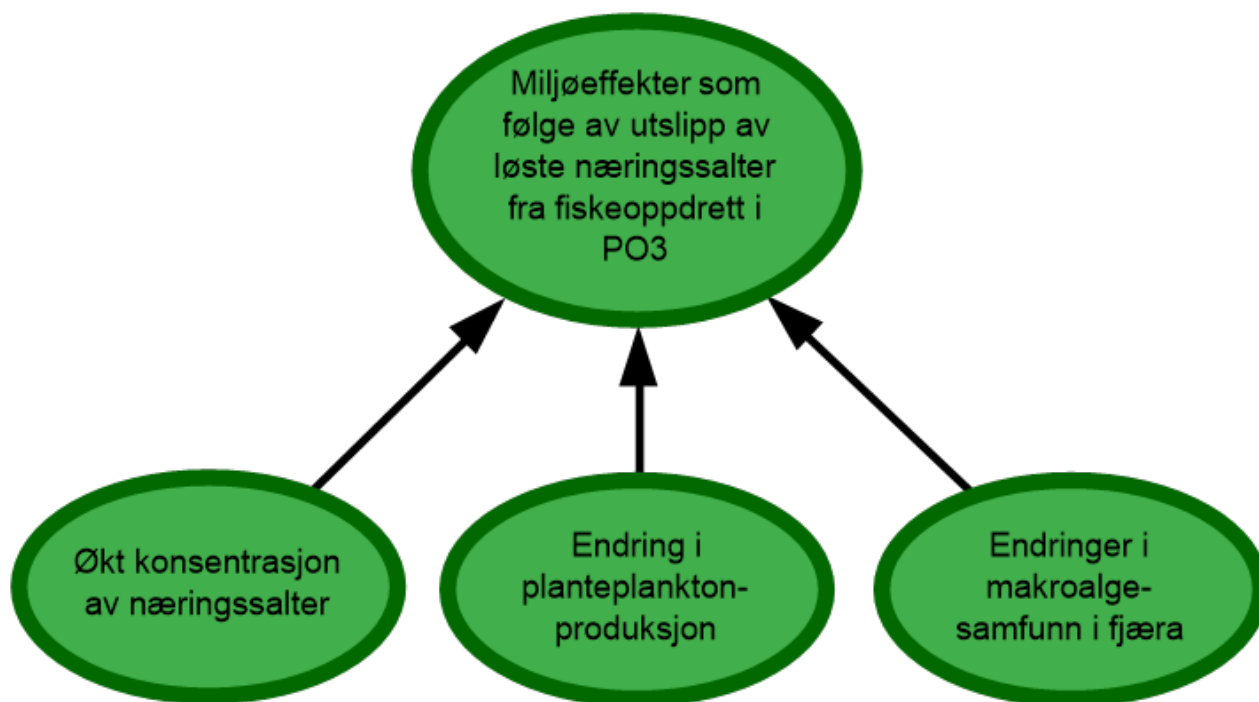 Miljøeffekter som
følge av utslipp av
løste næringssalter
fra fiskeoppdrett i
PO3
Økt konsentrasjon
av næringssalter
Endring i
planteplankton-
produksjon
Endringer i
makroalge-
samfunn i fjæra